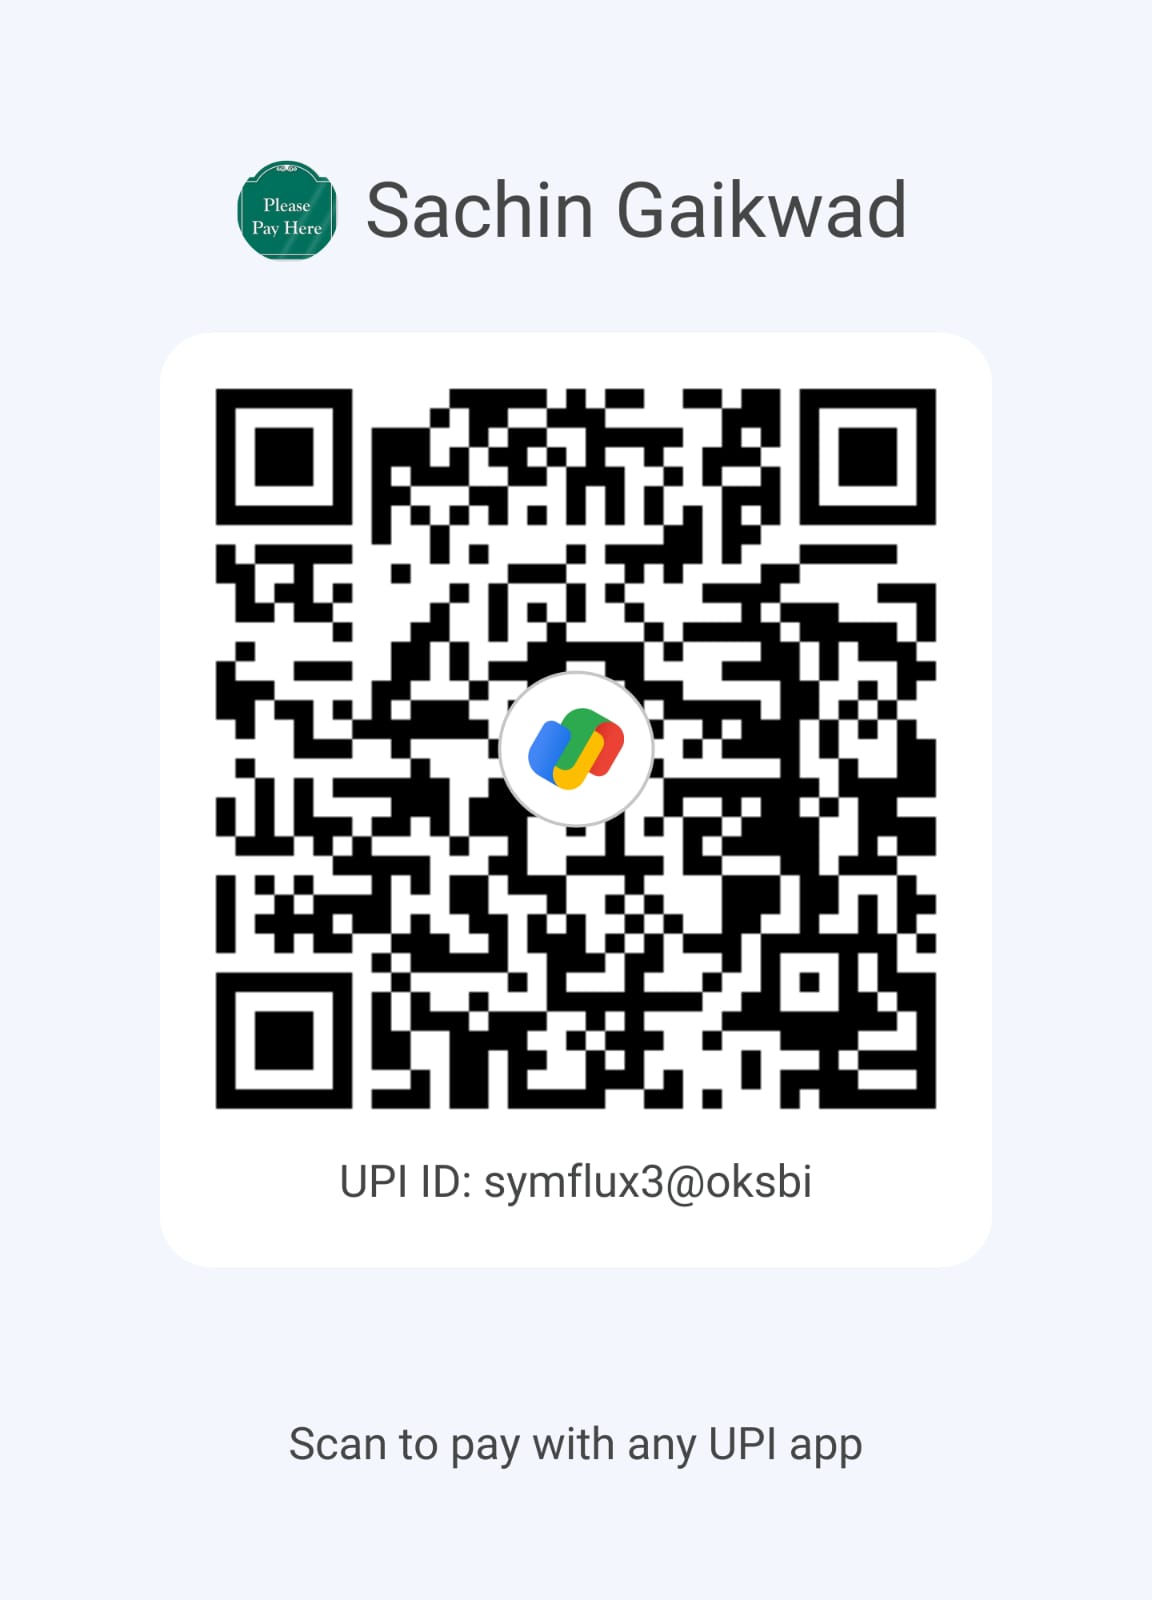 Please
Pay Here
Sachin Gaikwad
UPI ID: symflux3@oksbi
Scan to pay with any UPI app